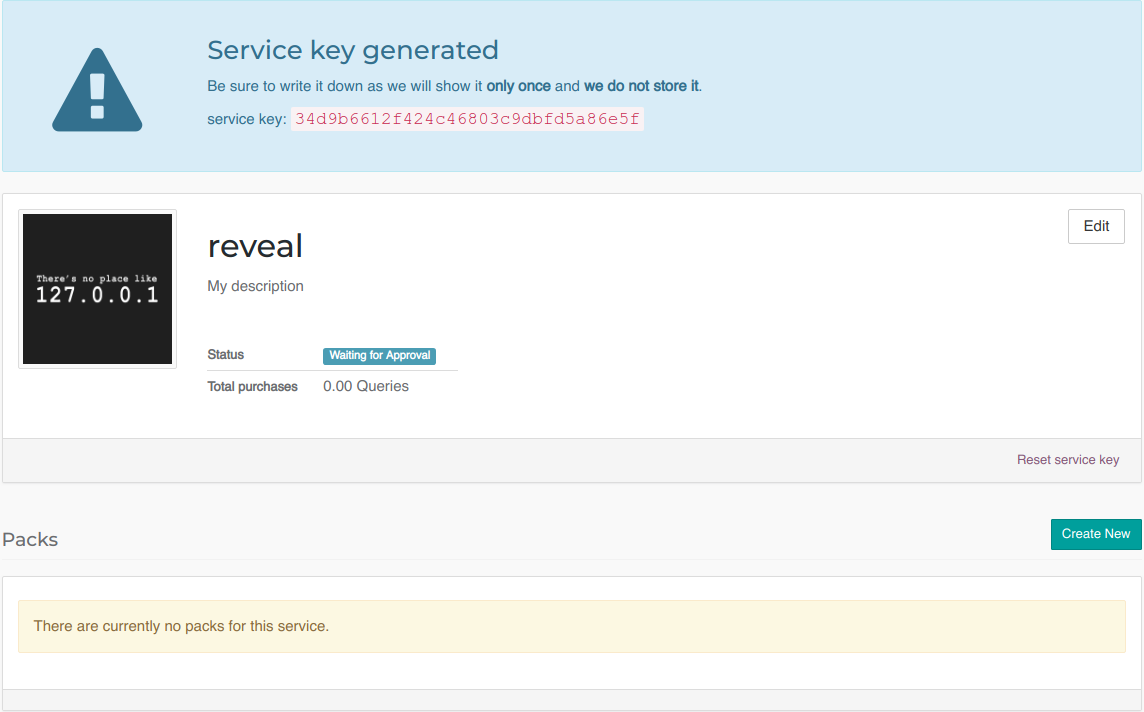 Service key generated
Be sure to write it down as we will show it only once and we do not store it.
service key: 34d9b6612f424c46803c9dbfd5a86e5f
There's no place like
127.0.0.1
reveal
Edit
My description
Status Waiting for Approval
Total purchases 0.00 Queries
Reset service key
Packs
Create New
There are currently no packs for this service.